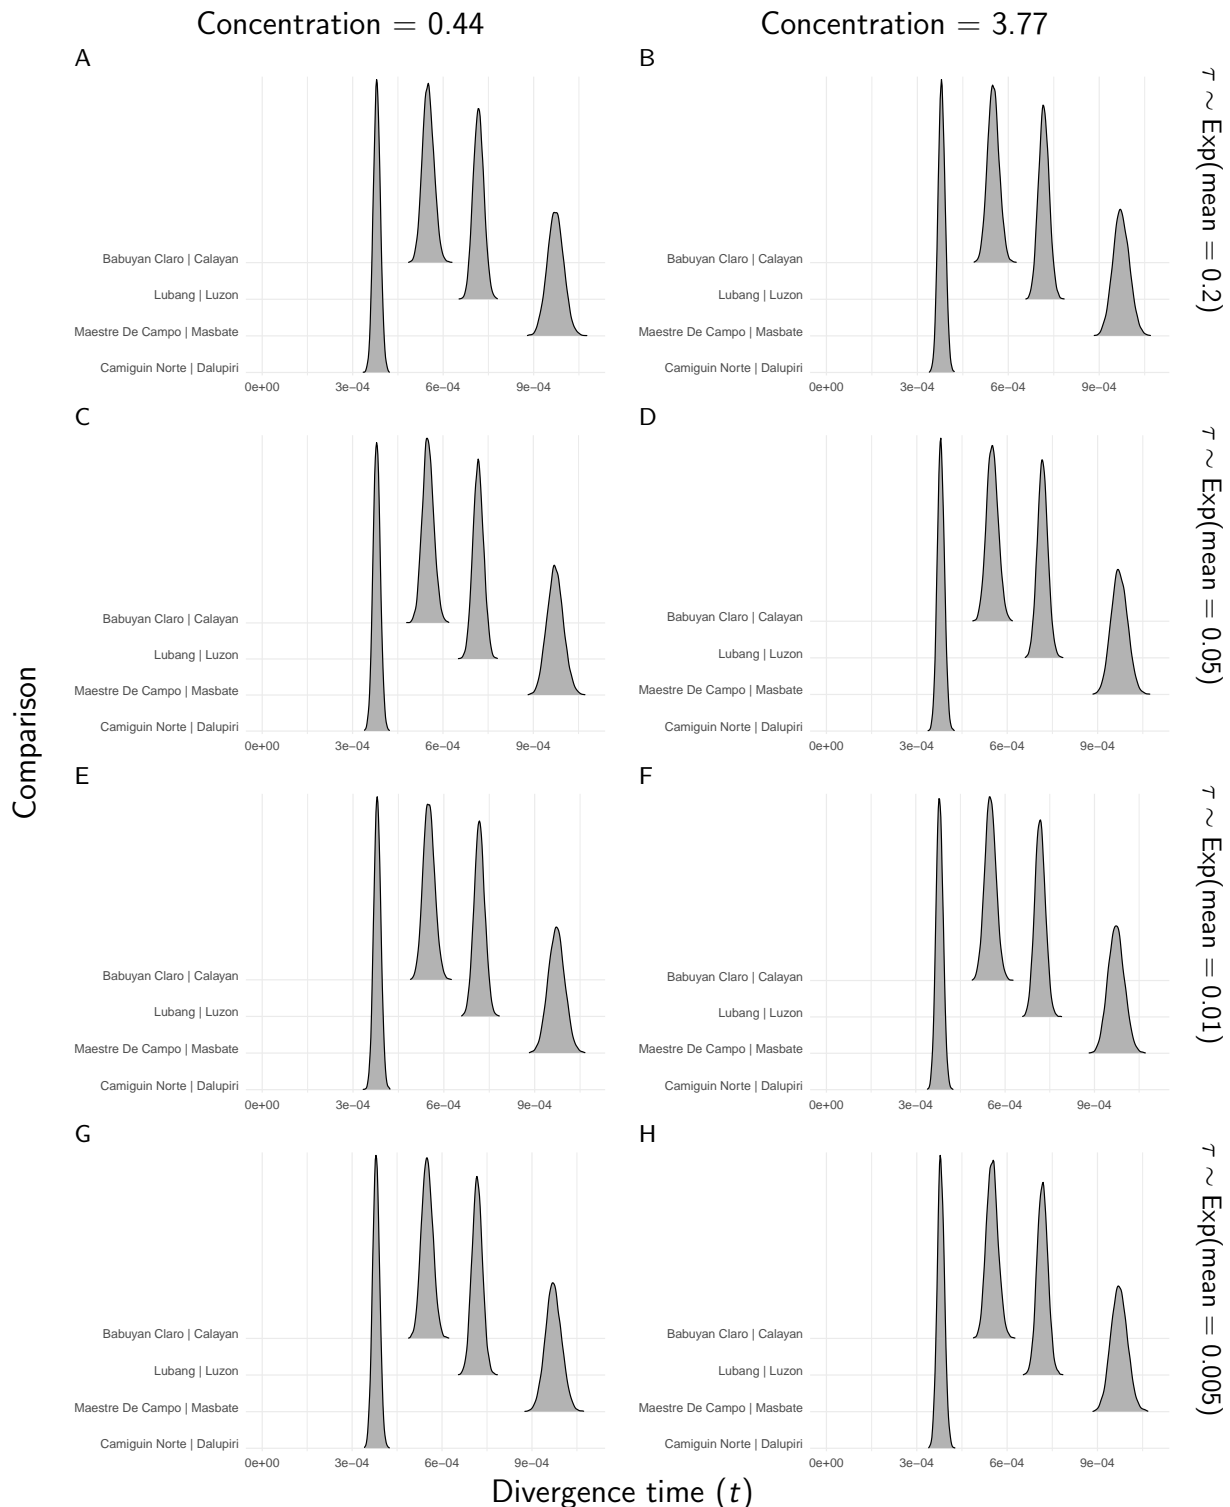 Concentration = 0.44
Concentration = 3.77
A
Babuyan Claro | Calayan
Lubang | Luzon
Maestre De Campo | Masbate
Camiguin Norte | Dalupiri
0e+00 3e−04 6e−04 9e−04
B
Babuyan Claro | Calayan
Lubang | Luzon
Maestre De Campo | Masbate
Camiguin Norte | Dalupiri
0e+00 3e−04 6e−04 9e−04
τ ∼ Exp(mean = 0.2)
C
Babuyan Claro | Calayan
Lubang | Luzon
Maestre De Campo | Masbate
Camiguin Norte | Dalupiri
0e+00 3e−04 6e−04 9e−04
D
Babuyan Claro | Calayan
Lubang | Luzon
Maestre De Campo | Masbate
Camiguin Norte | Dalupiri
0e+00 3e−04 6e−04 9e−04
τ ∼ Exp(mean = 0.05)
Comparison
E
Babuyan Claro | Calayan
Lubang | Luzon
Maestre De Campo | Masbate
Camiguin Norte | Dalupiri
0e+00 3e−04 6e−04 9e−04
F
Babuyan Claro | Calayan
Lubang | Luzon
Maestre De Campo | Masbate
Camiguin Norte | Dalupiri
0e+00 3e−04 6e−04 9e−04
τ ∼ Exp(mean = 0.01)
G
Babuyan Claro | Calayan
Lubang | Luzon
Maestre De Campo | Masbate
Camiguin Norte | Dalupiri
0e+00 3e−04 6e−04 9e−04
H
Babuyan Claro | Calayan
Lubang | Luzon
Maestre De Campo | Masbate
Camiguin Norte | Dalupiri
0e+00 3e−04 6e−04 9e−04
τ ∼ Exp(mean = 0.005)
Divergence time (t)